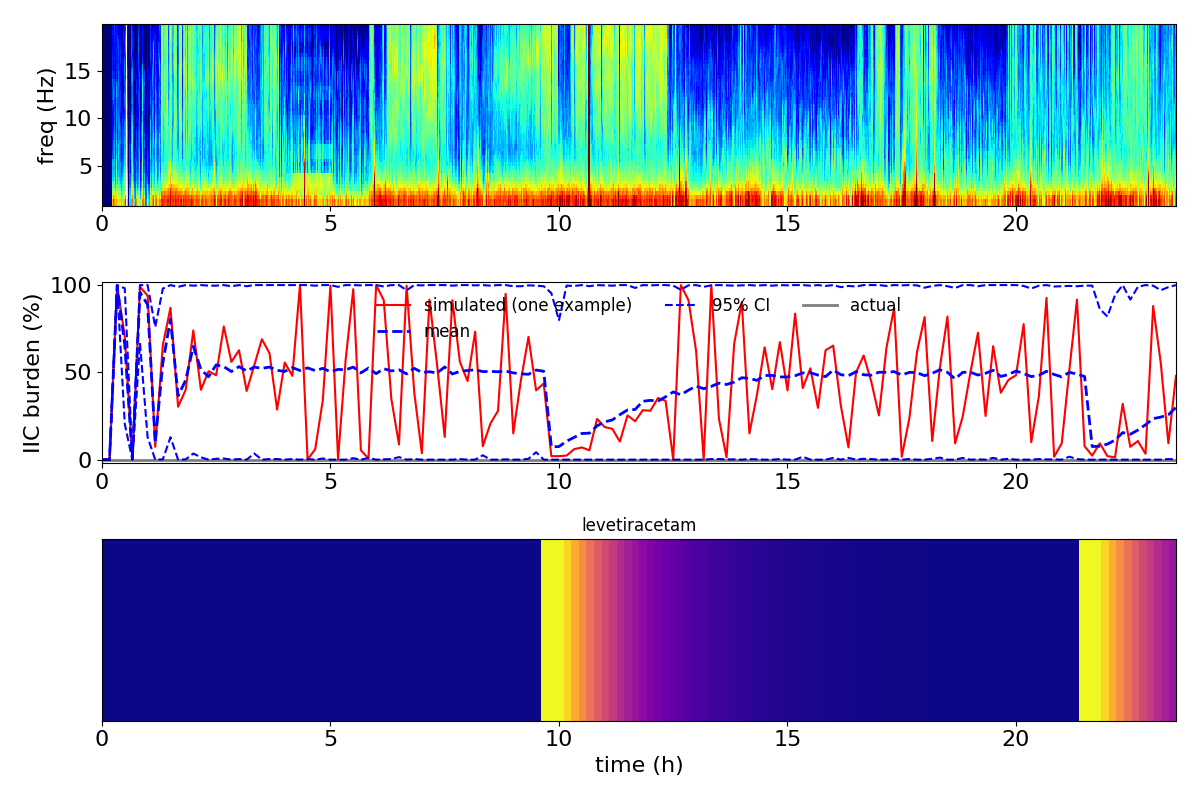 freq (Hz)
15
10
5
0 5 10 15 20
IIC burden (%)
100
50
0
simulated (one example) 95% CI actual
mean
0 5 10 15 20
levetiracetam
0 5 10 15 20
time (h)